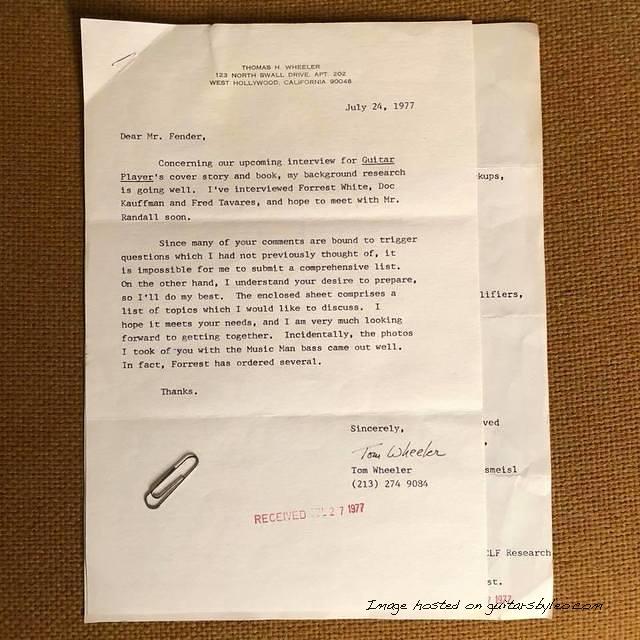 THOMAS H. WHEELER
123 NORTH SWALL DRIVE, APT. 202
WEST HOLLYWOOD, CALIFORNIA 90048
July 24, 1977
Dear Mr. Fender,
Concerning our upcoming interview for Guitar
Player's cover story and book, my background research
is going well. I've interviewed Forrest White, Doc
Kauffman and Fred Tavares, and hope to meet with Mr.
Randall soon.
Since many of your comments are bound to trigger
questions which I had not previously thought of, it
is impossible for me to submit a comprehensive list.
On the other hand, I understand your desire to prepare,
so I'll do my best. The enclosed sheet comprises a
list of topics which I would like to discuss. I
hope it meets your needs, and I am very much looking
forward to getting together. Incidentally, the photos
I took of you with the Music Man bass came out well.
In fact, Forrest has ordered several.
Thanks.
Sincerely,
Tom Wheeler
Tom Wheeler
(213) 274 9084
RECEIVED JUL 27 1977
kups,
lifiers,
ved
smeisl
CLF Research
st.
1977
Image hosted on guitarsbyleo.com